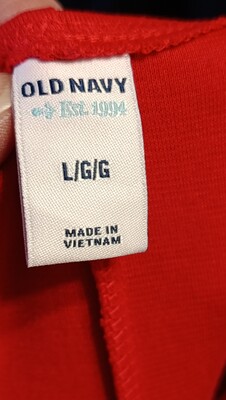 OLD NAVY
Est. 1994
L/G/G
MADE IN
VIETNAM